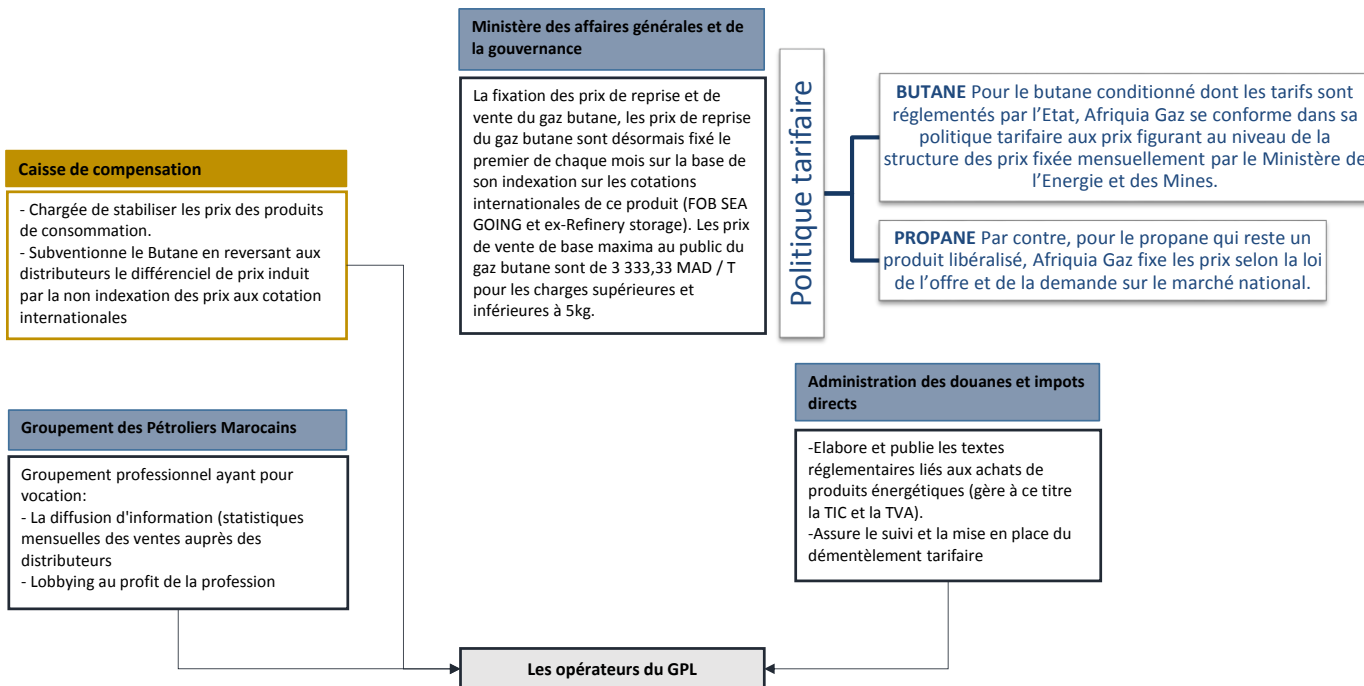 Ministère des affaires générales et de
la gouvernance
La fixation des prix de reprise et de
vente du gaz butane, les prix de reprise
du gaz butane sont désormais fixé le
premier de chaque mois sur la base de
son indexation sur les cotations
internationales de ce produit (FOB SEA
GOING et ex-Refinery storage). Les prix
de vente de base maxima au public du
gaz butane sont de 3 333,33 MAD / T
pour les charges supérieures et
inférieures à 5kg.
Politique tarifaire
BUTANE Pour le butane conditionné dont les tarifs sont
réglementés par l'Etat, Afriquia Gaz se conforme dans sa
politique tarifaire aux prix figurant au niveau de la
structure des prix fixée mensuellement par le Ministère de
l'Energie et des Mines.
PROPANE Par contre, pour le propane qui reste un
produit libéralisé, Afriquia Gaz fixe les prix selon la loi
de l'offre et de la demande sur le marché national.
Caisse de compensation
- Chargée de stabiliser les prix des produits
de consommation.
- Subventionne le Butane en reversant aux
distributeurs le différenciel de prix induit
par la non indexation des prix aux cotation
internationales
Groupement des Pétroliers Marocains
Groupement professionnel ayant pour
vocation:
- La diffusion d'information (statistiques
mensuelles des ventes auprès des
distributeurs
- Lobbying au profit de la profession
Administration des douanes et impots
directs
-Elabore et publie les textes
réglementaires liés aux achats de
produits énergétiques (gère à ce titre
la TIC et la TVA).
-Assure le suivi et la mise en place du
démentèlement tarifaire
Les opérateurs du GPL